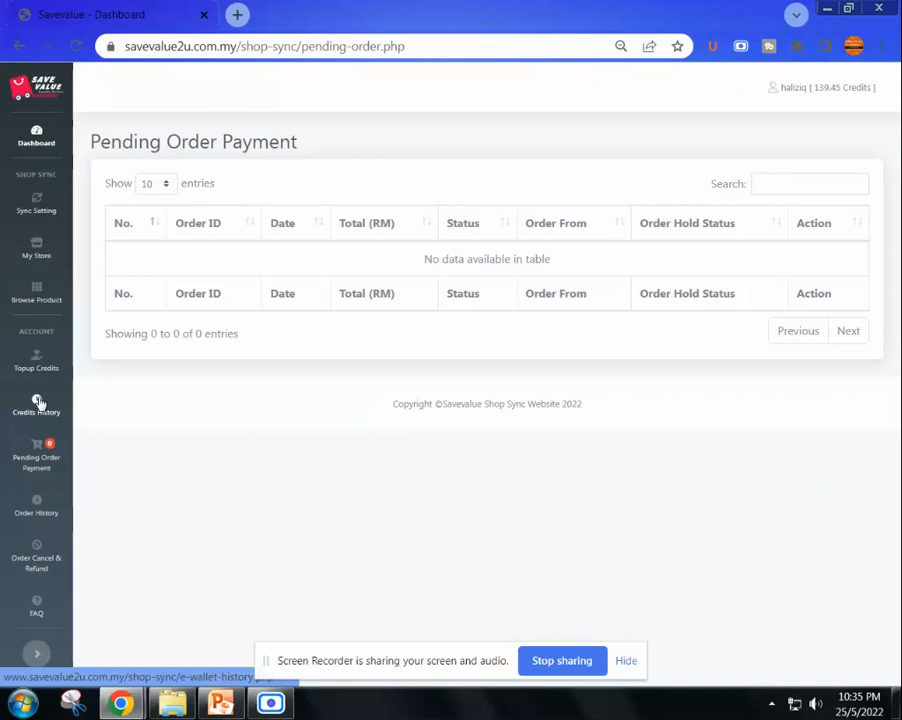 Savevalue - Dashboard
savevalue2u.com.my/shop-sync/pending-order.php
SAVE
VALUE
haliziq [ 139.45 Credits ]
Dashboard
SHOP SYNC
Sync Setting
My Store
Browse Product
ACCOUNT
Topup Credits
Credits History
0
Pending Order
Payment
Order History
Order Cancel &
Refund
FAQ
Pending Order Payment
Show 10 entries
Search:
No. Order ID Date Total (RM) Status Order From Order Hold Status Action
No data available in table
No. Order ID Date Total (RM) Status Order From Order Hold Status Action
Showing 0 to 0 of 0 entries
Previous Next
Copyright ©Savevalue Shop Sync Website 2022
Screen Recorder is sharing your screen and audio. Stop sharing Hide
www.savevalue2u.com.my/shop-sync/e-wallet-history.php
10:35 PM
25/5/2022